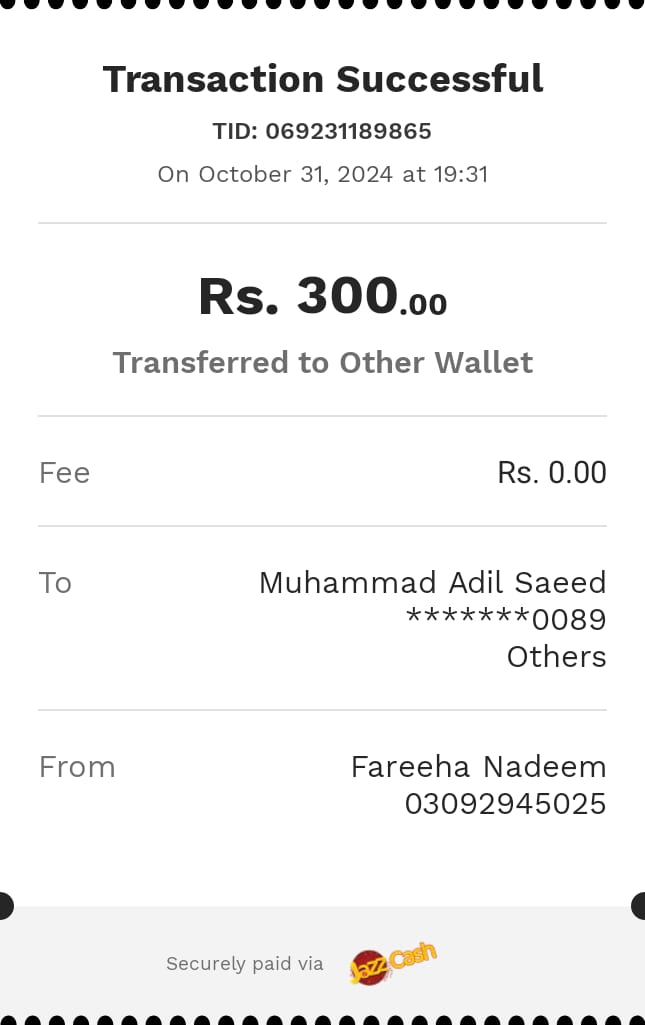 Transaction Successful
TID: 069231189865
On October 31, 2024 at 19:31
Rs. 300.00
Transferred to Other Wallet
Fee Rs. 0.00
To Muhammad Adil Saeed
*******0089
Others
From Fareeha Nadeem
03092945025
Securely paid via JazzCash